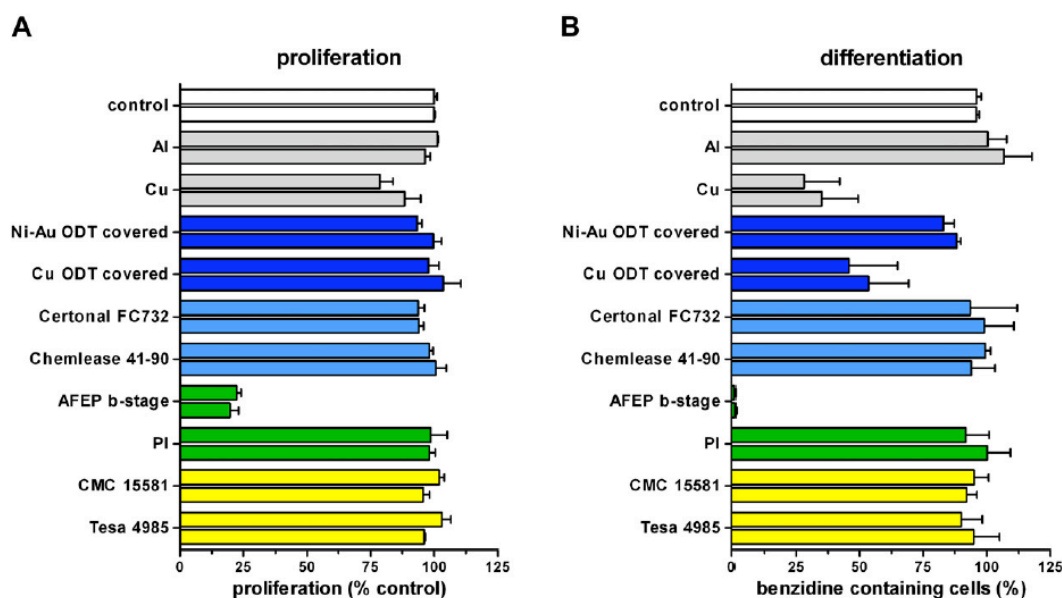 A
proliferation
control
Al
Cu
Ni-Au ODT covered
Cu ODT covered
Certonal FC732
Chemlease 41-90
AFEP b-stage
PI
CMC 15581
Tesa 4985
0 25 50 75 100 125
proliferation (% control)
B
differentiation
control
Al
Cu
Ni-Au ODT covered
Cu ODT covered
Certonal FC732
Chemlease 41-90
AFEP b-stage
PI
CMC 15581
Tesa 4985
0 25 50 75 100 125
benzidine containing cells (%)